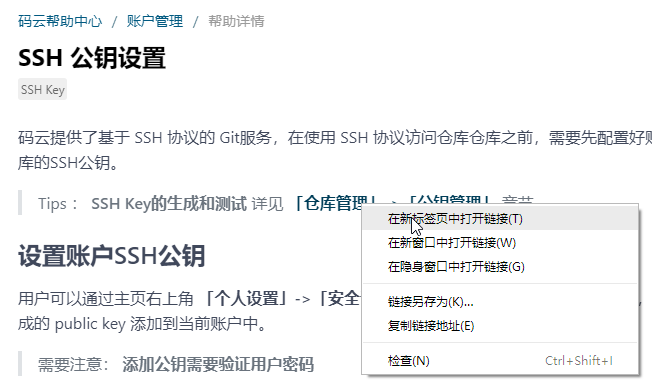 码云帮助中心 / 账户管理 / 帮助详情
SSH 公钥设置
SSH Key
码云提供了基于 SSH 协议的 Git服务，在使用 SSH 协议访问仓库仓库之前，需要先配置好账
库的SSH公钥。
Tips： SSH Key的生成和测试 详见 「仓库管理」->「公钥管理」 章节
在新标签页中打开链接(T)
在新窗口中打开链接(W)
在隐身窗口中打开链接(G)
链接另存为(K)...
复制链接地址(E)
检查(N) Ctrl+Shift+I
设置账户SSH公钥
用户可以通过主页右上角 「个人设置」->「安全
成的 public key 添加到当前账户中。
需要注意： 添加公钥需要验证用户密码